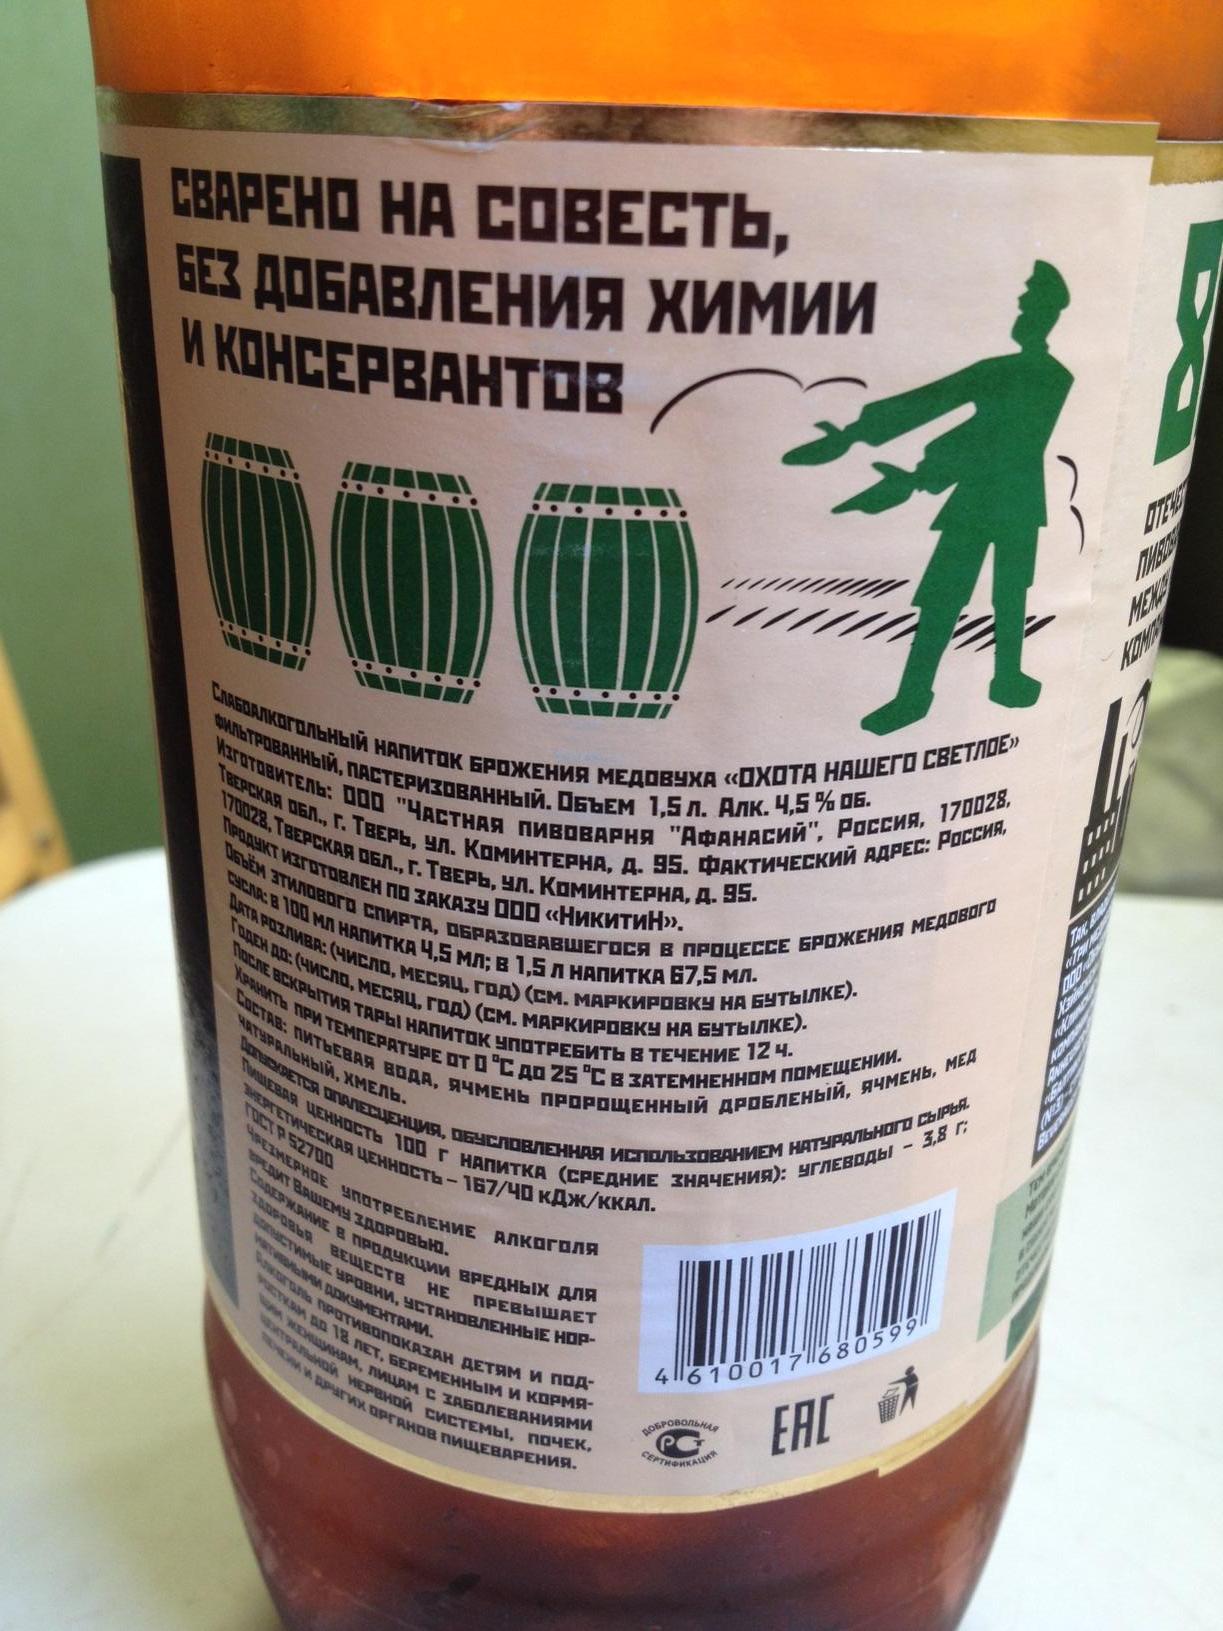 СВАРЕНО НА СОВЕСТЬ,
БЕЗ ДОБАВЛЕНИЯ ХИМИИ
И КОНСЕРВАНТОВ
СЛАБОАЛКОГОЛЬНЫЙ НАПИТОК БРОЖЕНИЯ МЕДОВУХА «ОХОТА НАШЕГО СВЕТЛОЕ»
ФИЛЬТРОВАННЫЙ, ПАСТЕРИЗОВАННЫЙ. ОБЪЕМ 1,5 Л. АЛК. 4,5 % ОБ.
ИЗГОТОВИТЕЛЬ: ООО "ЧАСТНАЯ ПИВОВАРНЯ "АФАНАСИЙ", РОССИЯ, 170028,
ТВЕРСКАЯ ОБЛ., Г. ТВЕРЬ, УЛ. КОМИНТЕРНА, Д. 95. ФАКТИЧЕСКИЙ АДРЕС: РОССИЯ,
170028, ТВЕРСКАЯ ОБЛ., Г. ТВЕРЬ, УЛ. КОМИНТЕРНА, Д. 95.
ПРОДУКТ ИЗГОТОВЛЕН ПО ЗАКАЗУ ООО «НИКИТИН».
ОБЪЁМ ЭТИЛОВОГО СПИРТА, ОБРАЗОВАВШЕГОСЯ В ПРОЦЕССЕ БРОЖЕНИЯ МЕДОВОГО
СУСЛА: В 100 МЛ НАПИТКА 4,5 МЛ; В 1,5 Л НАПИТКА 67,5 МЛ.
ДАТА РОЗЛИВА: (ЧИСЛО, МЕСЯЦ, ГОД) (СМ. МАРКИРОВКУ НА БУТЫЛКЕ).
ГОДЕН ДО: (ЧИСЛО, МЕСЯЦ, ГОД) (СМ. МАРКИРОВКУ НА БУТЫЛКЕ).
ПОСЛЕ ВСКРЫТИЯ ТАРЫ НАПИТОК УПОТРЕБИТЬ В ТЕЧЕНИЕ 12 Ч.
ХРАНИТЬ ПРИ ТЕМПЕРАТУРЕ ОТ 0 °С ДО 25 °С В ЗАТЕМНЕННОМ ПОМЕЩЕНИИ.
СОСТАВ: ПИТЬЕВАЯ ВОДА, ЯЧМЕНЬ ПРОРОЩЕННЫЙ ДРОБЛЕНЫЙ, ЯЧМЕНЬ, МЕД
НАТУРАЛЬНЫЙ, ХМЕЛЬ.
ДОПУСКАЕТСЯ ОПАЛЕСЦЕНЦИЯ, ОБУСЛОВЛЕННАЯ ИСПОЛЬЗОВАНИЕМ НАТУРАЛЬНОГО СЫРЬЯ.
ПИЩЕВАЯ ЦЕННОСТЬ 100 Г НАПИТКА (СРЕДНИЕ ЗНАЧЕНИЯ): УГЛЕВОДЫ – 3,8 Г;
ЭНЕРГЕТИЧЕСКАЯ ЦЕННОСТЬ – 167/40 КДЖ/ККАЛ.
ГОСТ Р 52700
ЧРЕЗМЕРНОЕ УПОТРЕБЛЕНИЕ АЛКОГОЛЯ
ВРЕДИТ ВАШЕМУ ЗДОРОВЬЮ.
СОДЕРЖАНИЕ В ПРОДУКЦИИ ВРЕДНЫХ ДЛЯ
ЗДОРОВЬЯ ВЕЩЕСТВ НЕ ПРЕВЫШАЕТ
ДОПУСТИМЫЕ УРОВНИ, УСТАНОВЛЕННЫЕ НОР-
МАТИВНЫМИ ДОКУМЕНТАМИ.
АЛКОГОЛЬ ПРОТИВОПОКАЗАН ДЕТЯМ И ПОД-
РОСТКАМ ДО 18 ЛЕТ, БЕРЕМЕННЫМ И КОРМЯ-
ЩИМ ЖЕНЩИНАМ, ЛИЦАМ С ЗАБОЛЕВАНИЯМИ
ЦЕНТРАЛЬНОЙ НЕРВНОЙ СИСТЕМЫ, ПОЧЕК,
ПЕЧЕНИ И ДРУГИХ ОРГАНОВ ПИЩЕВАРЕНИЯ.
4 610017 680599
ДОБРОВОЛЬНАЯ
РСТ
СЕРТИФИКАЦИЯ
EAC